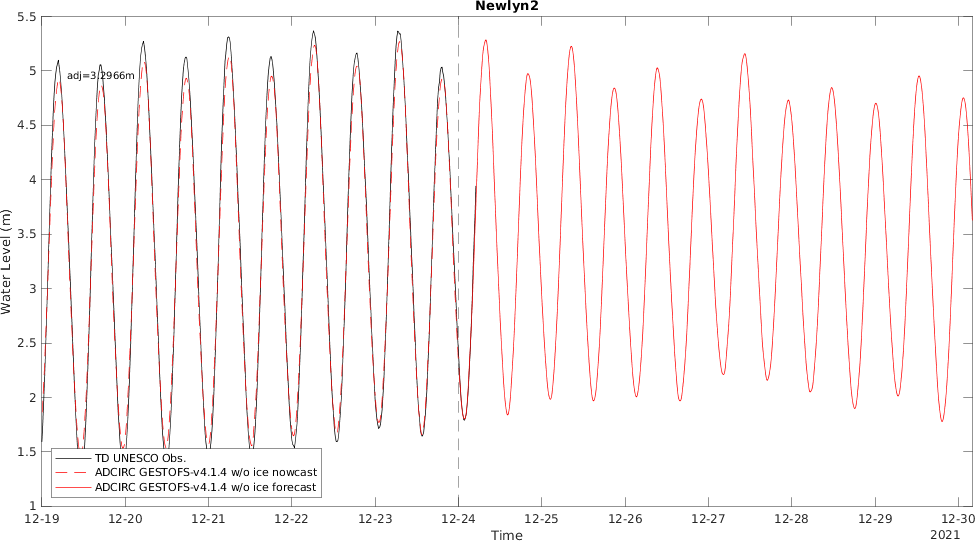 Newlyn2
5.5
5
4.5
4
3.5
3
2.5
2
1.5
1
Water Level (m)
adj=3.2966m
TD UNESCO Obs.
ADCIRC GESTOFS-v4.1.4 w/o ice nowcast
ADCIRC GESTOFS-v4.1.4 w/o ice forecast
12-19 12-20 12-21 12-22 12-23 12-24 12-25 12-26 12-27 12-28 12-29 12-30
Time
2021